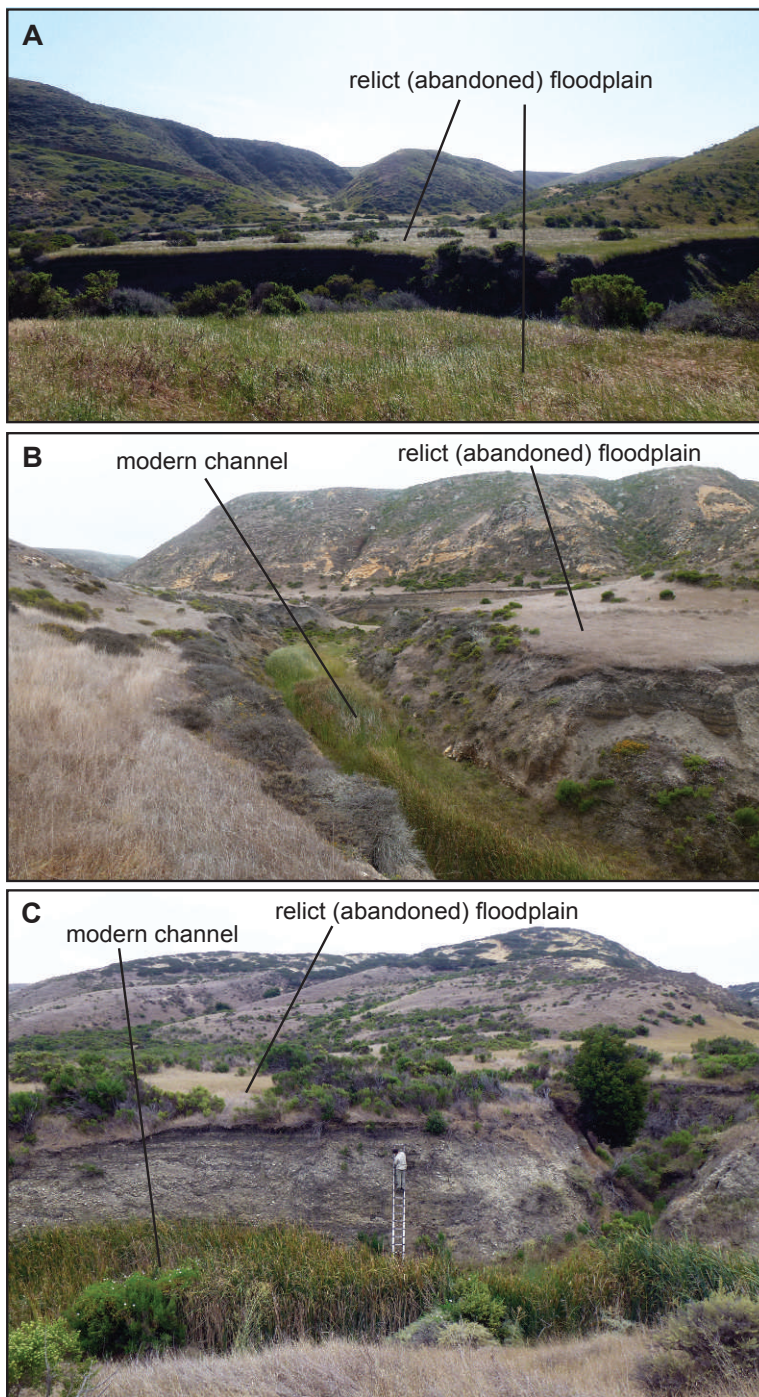 A
relict (abandoned) floodplain
B
modern channel
relict (abandoned) floodplain
C
relict (abandoned) floodplain
modern channel